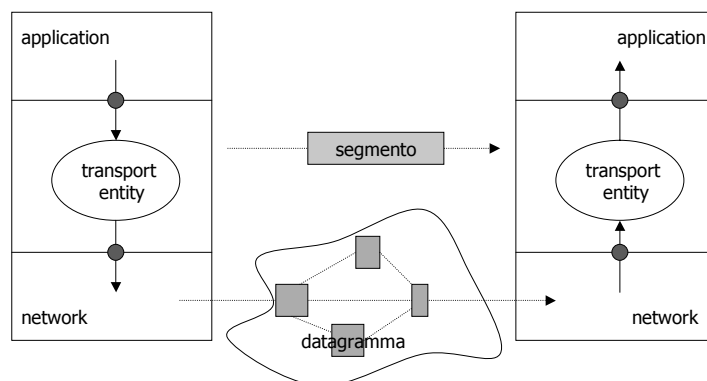 application
application
segmento
transport
entity
transport
entity
datagramma
network
network